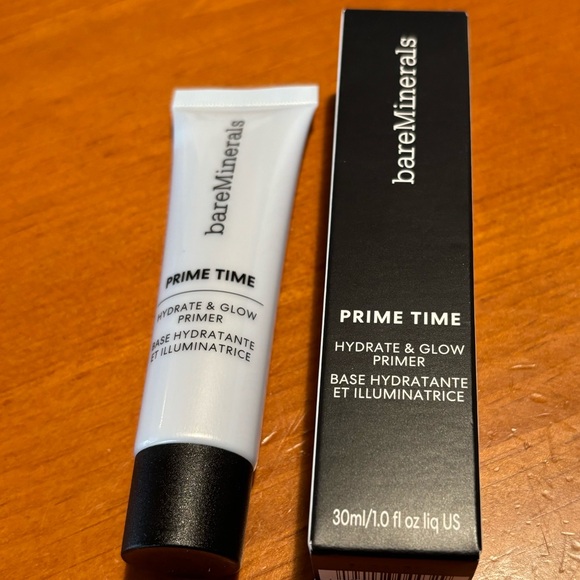 bareMinerals
PRIME TIME
HYDRATE & GLOW
PRIMER
BASE HYDRATANTE
ET ILLUMINATRICE
bareMinerals
PRIME TIME
HYDRATE & GLOW
PRIMER
BASE HYDRATANTE
ET ILLUMINATRICE
30ml/1.0 fl oz liq US